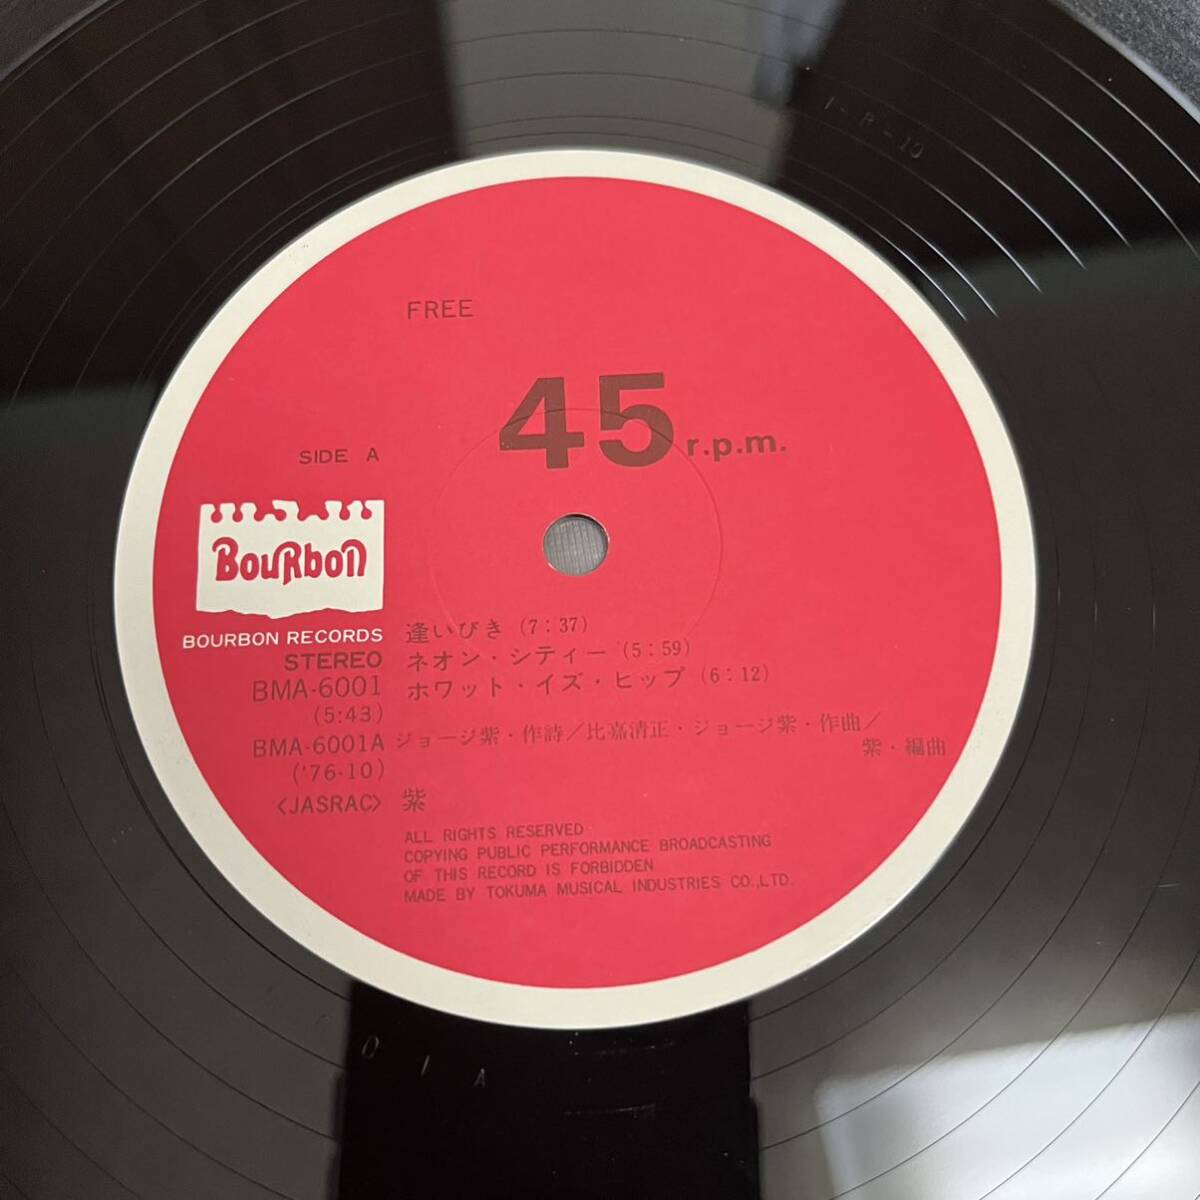 FREE
45 r.p.m.
SIDE A
BouRbon
BOURBON RECORDS
STEREO
BMA-6001
(5:43)
BMA-6001A
('76-10)
〈JASRAC〉
逢いびき (7:37)
ネオン・シティー (5:59)
ホワット・イズ・ヒップ (6:12)
ジョージ紫・作詩/比嘉清正・ジョージ紫・作曲/
紫・編曲
紫
ALL RIGHTS RESERVED
COPYING PUBLIC PERFORMANCE BROADCASTING
OF THIS RECORD IS FORBIDDEN
MADE BY TOKUMA MUSICAL INDUSTRIES CO.,LTD.